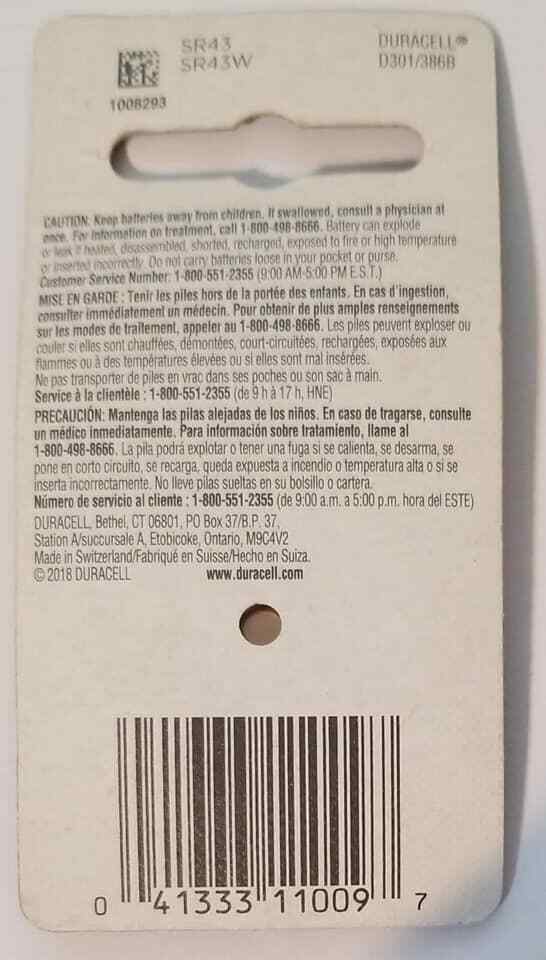 SR43
SR43W
DURACELL®
D301/386B
1008293
CAUTION: Keep batteries away from children. If swallowed, consult a physician at
once. For information on treatment, call 1-800-498-8666. Battery can explode
or leak if heated, disassembled, shorted, recharged, exposed to fire or high temperature
or inserted incorrectly. Do not carry batteries loose in your pocket or purse.
Customer Service Number: 1-800-551-2355 (9:00 AM-5:00 PM E.S.T.)
MISE EN GARDE : Tenir les piles hors de la portée des enfants. En cas d'ingestion,
consulter immédiatement un médecin. Pour obtenir de plus amples renseignements
sur les modes de traitement, appeler au 1-800-498-8666. Les piles peuvent exploser ou
couler si elles sont chauffées, démontées, court-circuitées, rechargées, exposées aux
flammes ou à des températures élevées ou si elles sont mal insérées.
Ne pas transporter de piles en vrac dans ses poches ou son sac à main.
Service à la clientèle : 1-800-551-2355 (de 9 h à 17 h, HNE)
PRECAUCIÓN: Mantenga las pilas alejadas de los niños. En caso de tragarse, consulte
un médico inmediatamente. Para información sobre tratamiento, llame al
1-800-498-8666. La pila podrá explotar o tener una fuga si se calienta, se desarma, se
pone en corto circuito, se recarga, queda expuesta a incendio o temperatura alta o si se
inserta incorrectamente. No lleve pilas sueltas en su bolsillo o cartera.
Número de servicio al cliente : 1-800-551-2355 (de 9:00 a.m. a 5:00 p.m. hora del ESTE)
DURACELL, Bethel, CT 06801, PO Box 37/B.P. 37,
Station A/succursale A, Etobicoke, Ontario, M9C4V2
Made in Switzerland/Fabriqué en Suisse/Hecho en Suiza.
© 2018 DURACELL www.duracell.com
0 41333 11009 7